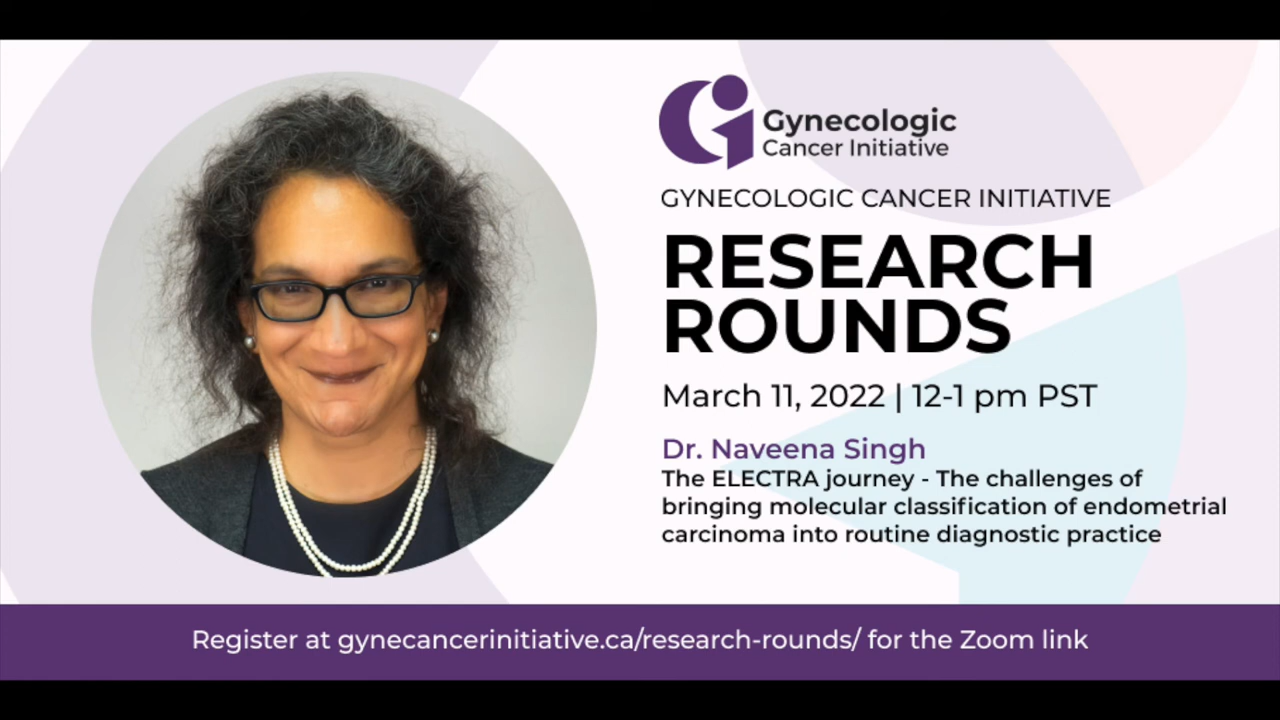 Gynecologic
Cancer Initiative
GYNECOLOGIC CANCER INITIATIVE
RESEARCH
ROUNDS
March 11, 2022 | 12-1 pm PST
Dr. Naveena Singh
The ELECTRA journey - The challenges of
bringing molecular classification of endometrial
carcinoma into routine diagnostic practice
Register at gynecancerinitiative.ca/research-rounds/ for the Zoom link